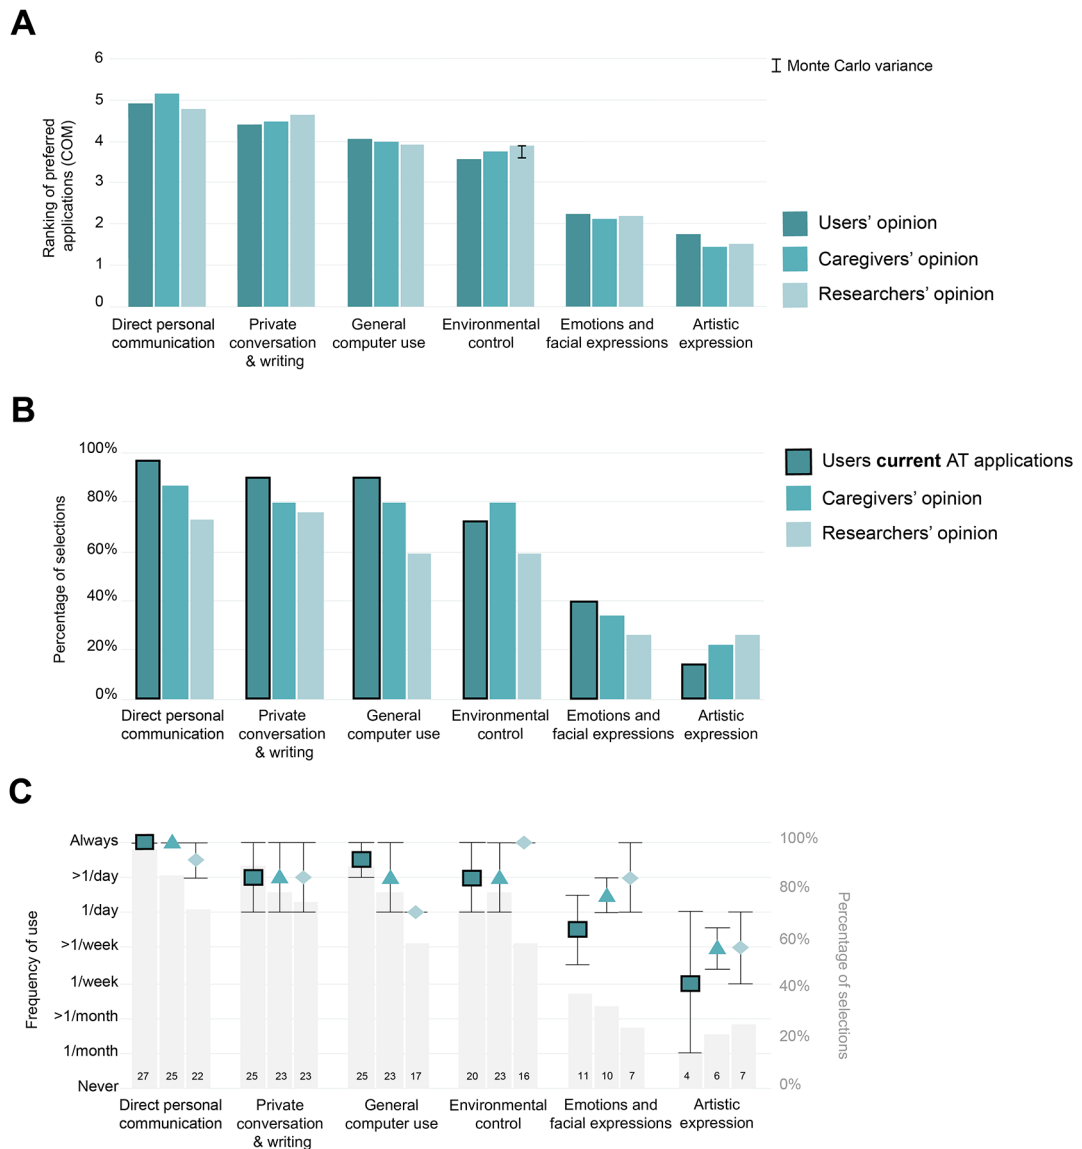 A
6
5
4
3
2
1
0
Ranking of preferred
applications (COM)
Monte Carlo variance
Users’ opinion
Caregivers’ opinion
Researchers’ opinion
Direct personal
communication
Private
conversation
& writing
General
computer use
Environmental
control
Emotions and
facial expressions
Artistic
expression
B
100%
80%
60%
40%
20%
0%
Percentage of selections
Users current AT applications
Caregivers’ opinion
Researchers’ opinion
Direct personal
communication
Private
conversation
& writing
General
computer use
Environmental
control
Emotions and
facial expressions
Artistic
expression
C
Always
>1/day
1/day
>1/week
1/week
>1/month
1/month
Never
Frequency of use
100%
80%
60%
40%
20%
0%
Percentage of selections
27 25 22 25 23 23 25 23 17 20 23 16 11 10 7 4 6 7
Direct personal
communication
Private
conversation
& writing
General
computer use
Environmental
control
Emotions and
facial expressions
Artistic
expression